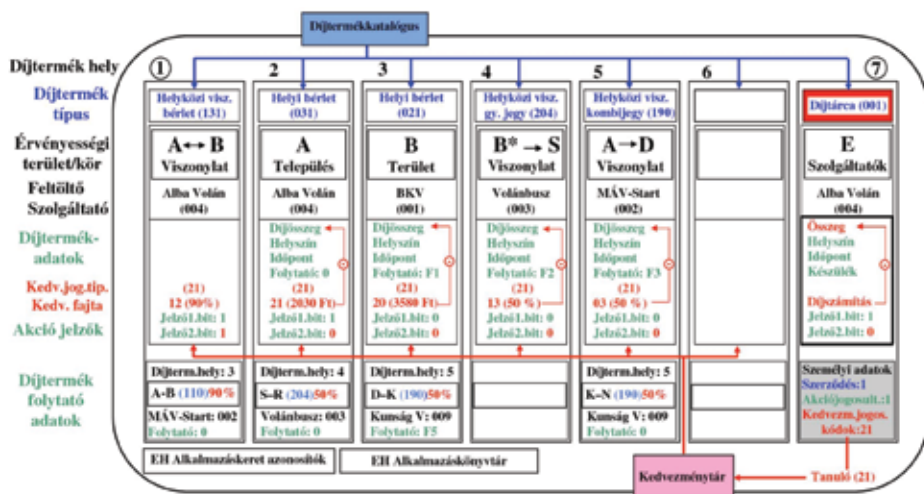 Díjtermékkatalógus
Díjtermék hely
1 2 3 4 5 6 7
Díjtermék típus
Helyközi visz. bérlet (131)
Helyi bérlet (031)
Helyi bérlet (021)
Helyközi visz. gy. jegy (204)
Helyközi visz. kombijegy (190)
Díjtárca (001)
Érvényességi terület/kör
A↔B Viszonylat
A Település
B Terület
B* → S Viszonylat
A→D Viszonylat
E Szolgáltatók
Feltöltő Szolgáltató
Alba Volán (004)
Alba Volán (004)
BKV (001)
Volánbusz (003)
MÁV-Start (002)
Alba Volán (004)
Díjtermék-adatok
Díjösszeg
Helyszín
Időpont
Folytató: 0
Díjösszeg
Helyszín
Időpont
Folytató: F1
Díjösszeg
Helyszín
Időpont
Folytató: F2
Díjösszeg
Helyszín
Időpont
Folytató: F3
Összeg
Helyszín
Időpont
Készülék
Díjszámítás
Jelző1.bit: 1
Jelző2.bit: 0
Kedv.jog.tip.
Kedv. fajta
Akció jelzők
(21)
12 (90%)
Jelző1.bit: 1
Jelző2.bit: 1
(21)
21 (2030 Ft)
Jelző1.bit: 1
Jelző2.bit: 0
(21)
20 (3580 Ft)
Jelző1.bit: 0
Jelző2.bit: 0
(21)
13 (50 %)
Jelző1.bit: 0
Jelző2.bit: 0
(21)
03 (50 %)
Jelző1.bit: 0
Jelző2.bit: 0
Díjtermék folytató adatok
Díjterm.hely: 3
A-B (110)90%
MÁV-Start: 002
Folytató: 0
Díjterm.hely: 4
S–R (204)50%
Volánbusz: 003
Folytató: 0
Díjterm.hely: 5
D–K (190)50%
Kunság V: 009
Folytató: F5
Díjterm.hely: 5
K–N (190)50%
Kunság V: 009
Folytató: 0
Személyi adatok
Szerződés:1
Akciójogosult.:1
Kedvezm.jogos.
kódok:21
EH Alkalmazáskeret azonosítók
EH Alkalmazáskönyvtár
Kedvezménytár
Tanuló (21)